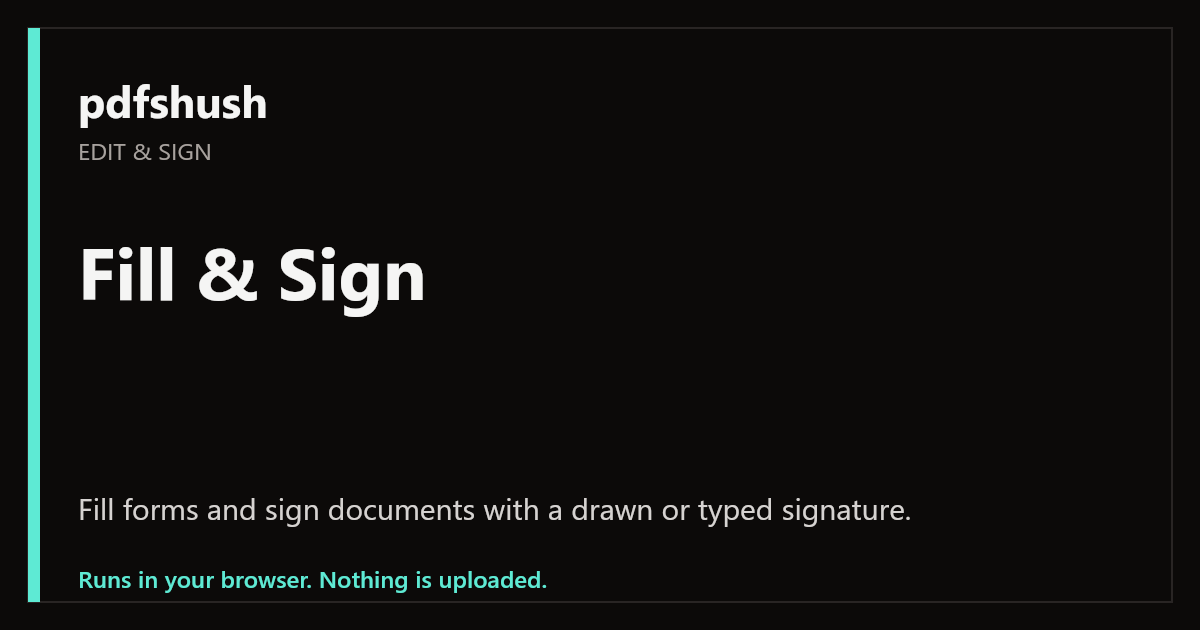 pdfshush
EDIT & SIGN
Fill & Sign
Fill forms and sign documents with a drawn or typed signature.
Runs in your browser. Nothing is uploaded.